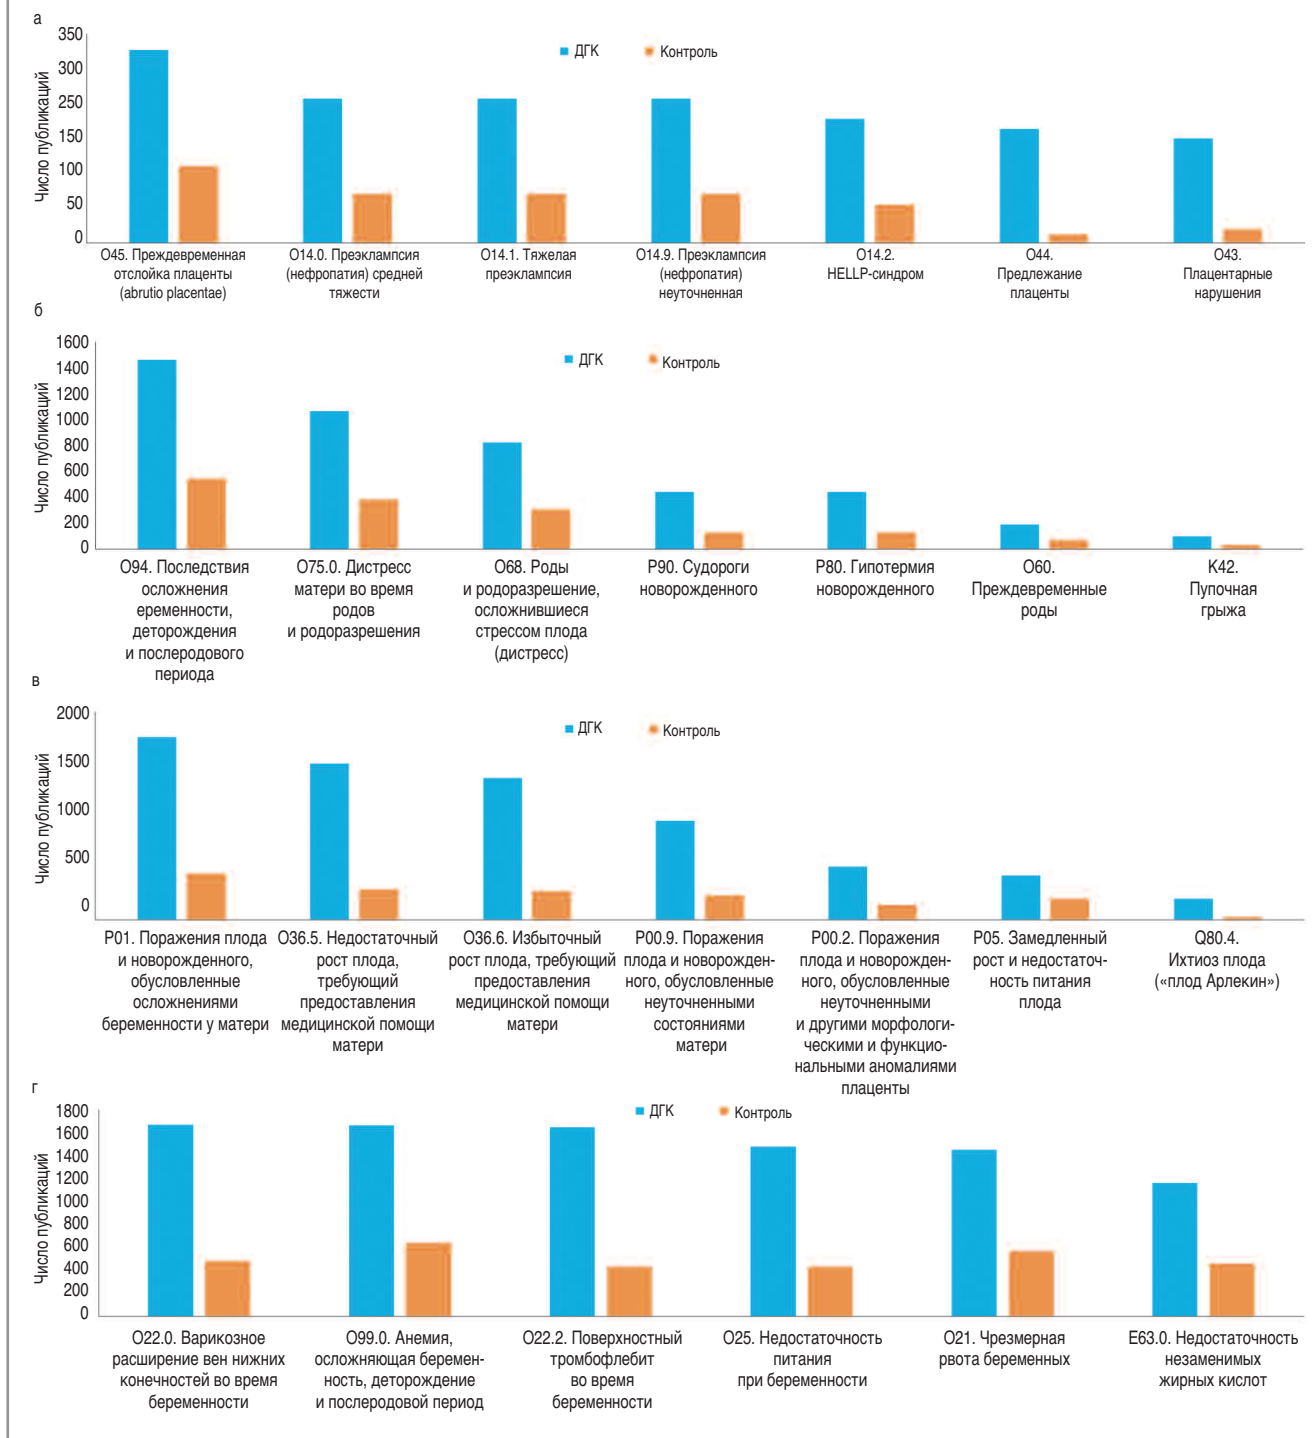 а
350
300
250
150
100
50
0
Число публикаций
ДГК
Контроль
O45. Преждевременная
отслойка плаценты
(abrutio placentae)
O14.0. Преэклампсия
(нефропатия) средней
тяжести
O14.1. Тяжелая
преэклампсия
O14.9. Преэклампсия
(нефропатия)
неуточненная
O14.2.
HELLP-синдром
O44.
Предлежание
плаценты
O43.
Плацентарные
нарушения
б
1600
1400
1200
1000
800
600
400
200
0
Число публикаций
ДГК
Контроль
O94. Последствия
осложнения
еременности,
деторождения
и послеродового
периода
O75.0. Дистресс
матери во время
родов
и родоразрешения
O68. Роды
и родоразрешение,
осложнившиеся
стрессом плода
(дистресс)
P90. Судороги
новорожденного
P80. Гипотермия
новорожденного
O60.
Преждевременные
роды
K42.
Пупочная
грыжа
в
2000
1500
1000
500
0
Число публикаций
ДГК
Контроль
P01. Поражения плода
и новорожденного,
обусловленные
осложнениями
беременности у матери
O36.5. Недостаточный
рост плода,
требующий
предоставления
медицинской помощи
матери
O36.6. Избыточный
рост плода, требующий
предоставления
медицинской помощи
матери
P00.9. Поражения
плода и новорожден-
ного, обусловленные
неуточненными
состояниями
матери
P00.2. Поражения
плода и новорожден-
ного, обусловленные
неуточненными
и другими морфологи-
ческими и функцио-
нальными аномалиями
плаценты
P05. Замедленный
рост и недостаточ-
ность питания
плода
Q80.4.
Ихтиоз плода
(«плод Арлекин»)
г
1800
1600
1400
1200
1000
800
600
400
200
0
Число публикаций
ДГК
Контроль
O22.0. Варикозное
расширение вен нижних
конечностей во время
беременности
O99.0. Анемия,
осложняющая беремен-
ность, деторождение
и послеродовой период
O22.2. Поверхностный
тромбофлебит
во время
беременности
O25. Недостаточность
питания
при беременности
O21. Чрезмерная
рвота беременных
E63.0. Недостаточность
незаменимых
жирных кислот